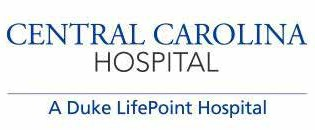 CENTRAL CAROLINA
HOSPITAL
A Duke LifePoint Hospital